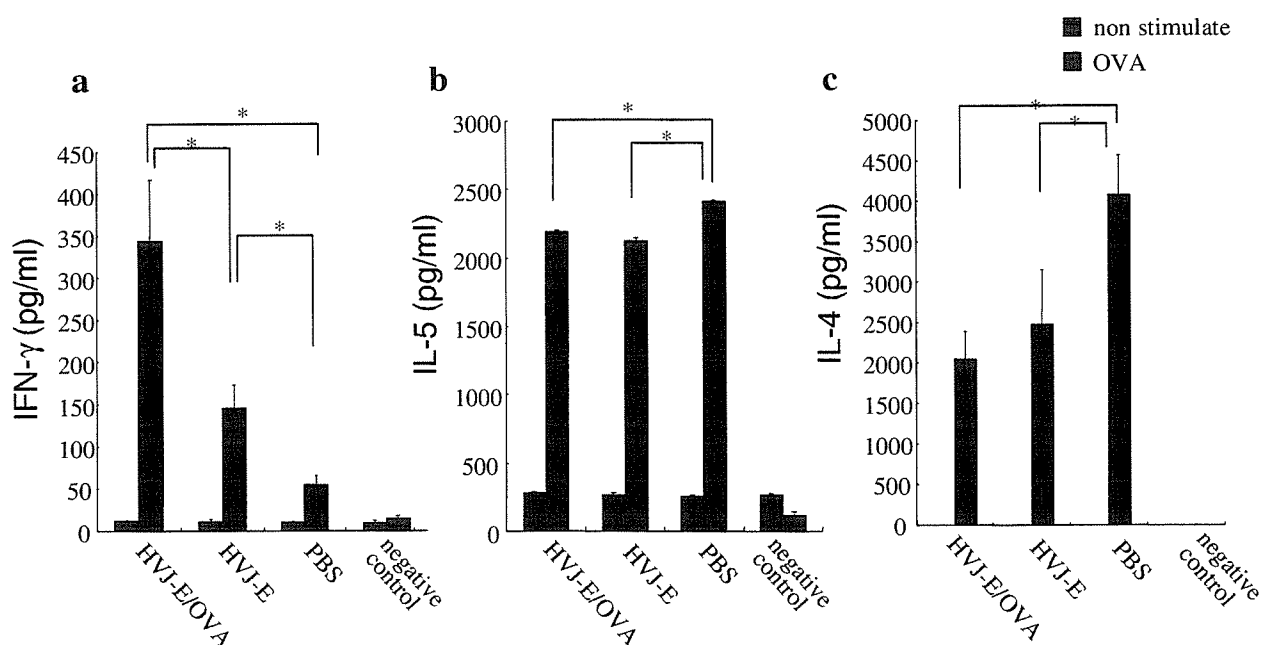 non stimulate
OVA
a
*
*
*
IFN-γ (pg/ml)
450
400
350
300
250
200
150
100
50
0
HVJ-E/OVA
HVJ-E
PBS
negative
control
b
*
*
IL-5 (pg/ml)
3000
2500
2000
1500
1000
500
0
HVJ-E/OVA
HVJ-E
PBS
negative
control
c
*
*
IL-4 (pg/ml)
5000
4500
4000
3500
3000
2500
2000
1500
1000
500
0
HVJ-E/OVA
HVJ-E
PBS
negative
control